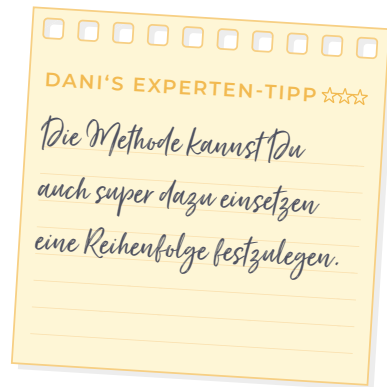 DANI‘S EXPERTEN-TIPP
Die Methode kannst Du
auch super dazu einsetzen
eine Reihenfolge festzulegen.